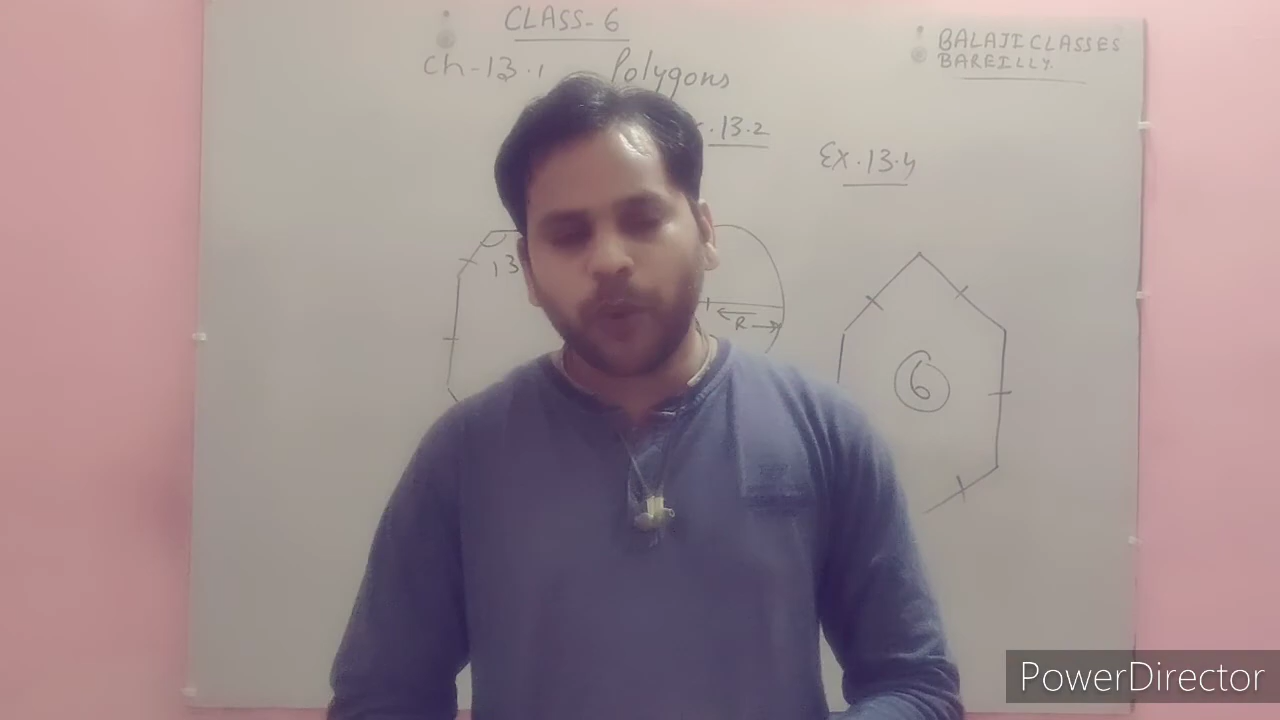 CLASS-6
Ch-13.1 Polygons
BALAJI CLASSES
BAREILLY.
.13.2
Ex.13.4
13
R
6
PowerDirector